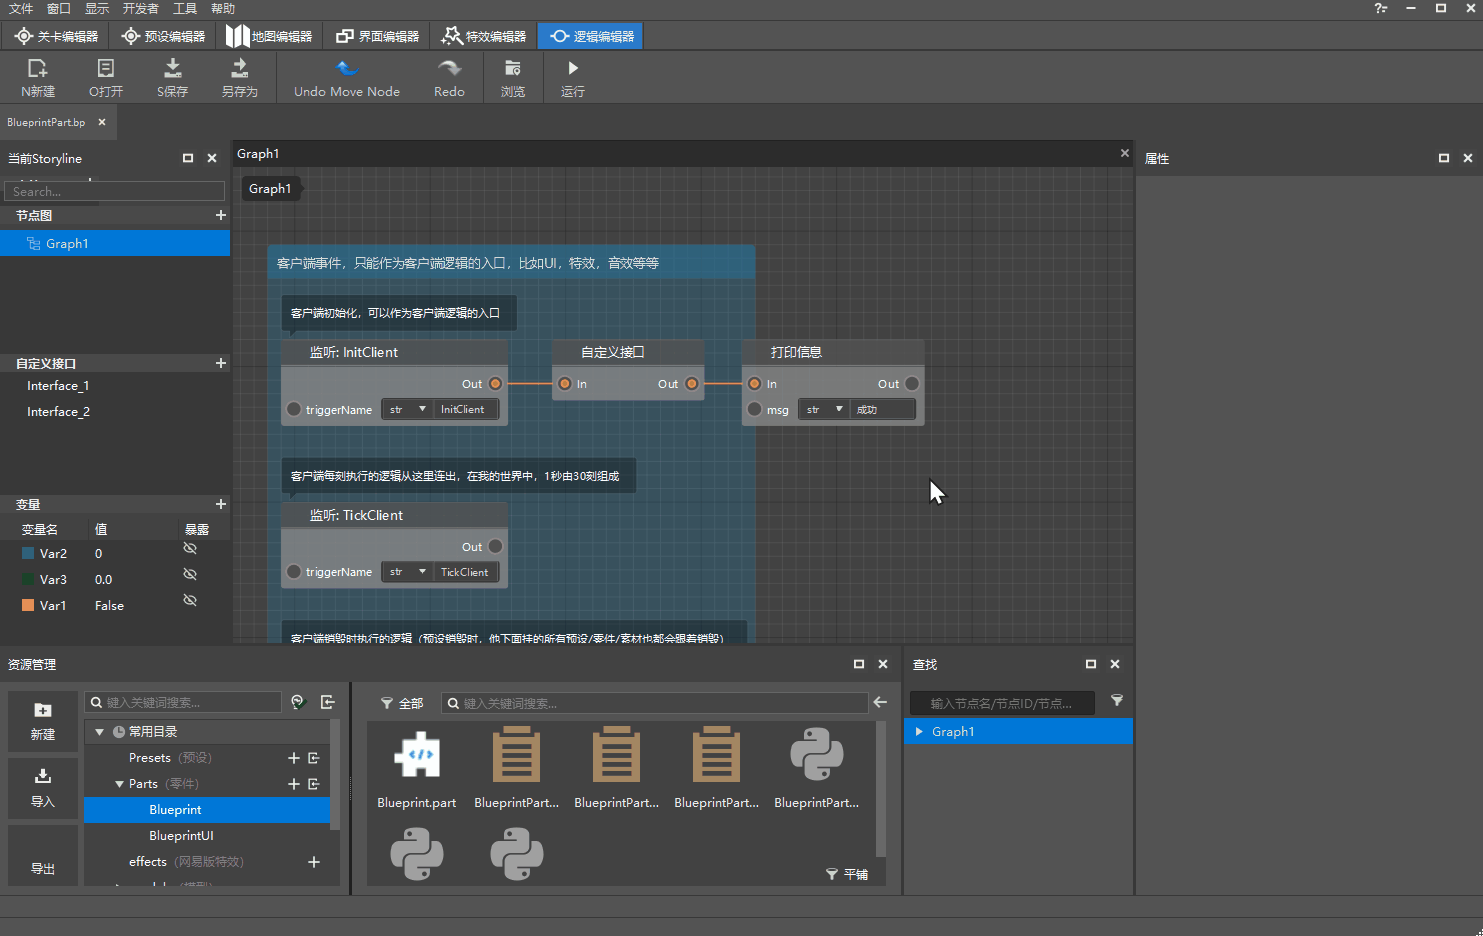 文件 窗口 显示 开发者 工具 帮助
关卡编辑器 预设编辑器 地图编辑器 界面编辑器 特效编辑器 逻辑编辑器
N新建 O打开 S保存 另存为 Undo Move Node Redo 浏览 运行
BlueprintPart.bp
当前Storyline
Search...
节点图
Graph1
自定义接口
Interface_1
Interface_2
变量
变量名 值 暴露
Var2 0
Var3 0.0
Var1 False
Graph1
Graph1
客户端事件，只能作为客户端逻辑的入口，比如UI，特效，音效等等
客户端初始化，可以作为客户端逻辑的入口
监听: InitClient
Out
triggerName str InitClient
自定义接口
In Out
打印信息
In Out
msg str 成功
客户端每刻执行的逻辑从这里连出，在我的世界中，1秒由30刻组成
监听: TickClient
Out
triggerName str TickClient
客户端销毁时执行的逻辑（预设销毁时，他下面挂的所有预设/零件/素材也都会跟着销毁）
属性
资源管理
新建
导入
导出
键入关键词搜索...
常用目录
Presets (预设)
Parts (零件)
Blueprint
BlueprintUI
effects (网易版特效)
全部
键入关键词搜索...
Blueprint.part BlueprintPart... BlueprintPart... BlueprintPart... BlueprintPart...
平铺
查找
输入节点名/节点ID/节点...
Graph1